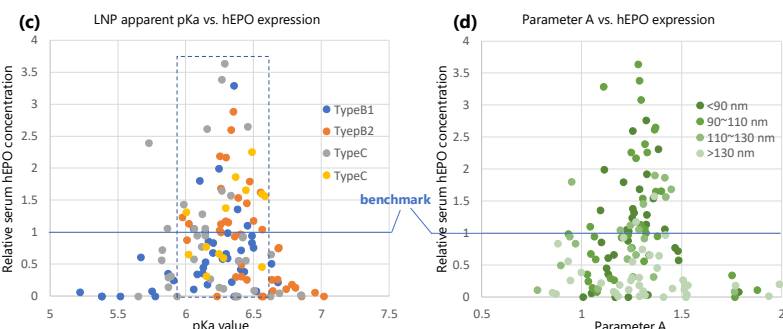 (c) LNP apparent pKa vs. hEPO expression
4
3.5
3
2.5
2
1.5
1
0.5
0
Relative serum hEPO concentration
TypeB1
TyepB2
TypeC
TypeC
5 5.5 6 6.5 7 7.5
pKa value
benchmark
(d) Parameter A vs. hEPO expression
4
3.5
3
2.5
2
1.5
1
0.5
0
Relative serum hEPO concentration
<90 nm
90~110 nm
110~130 nm
>130 nm
0.5 1 1.5 2
Parameter A